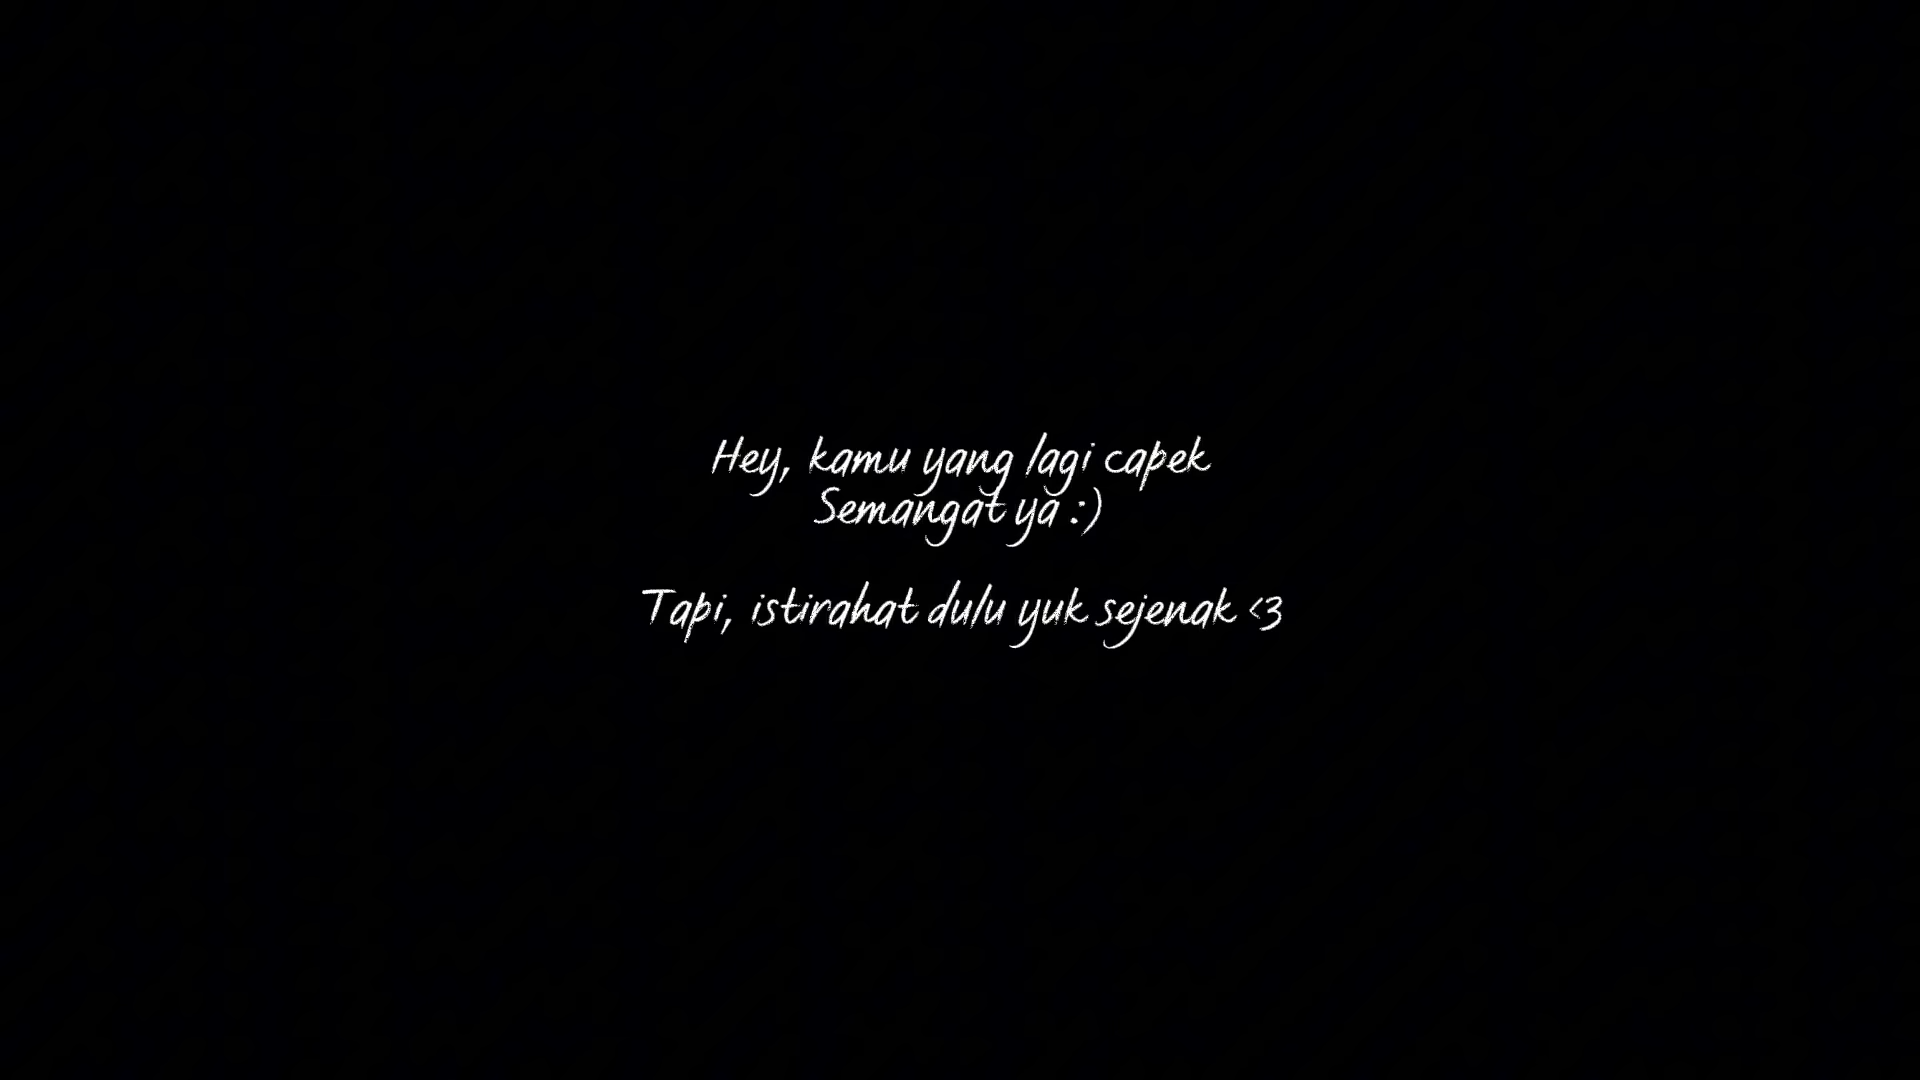 Hey, kamu yang lagi capek
Semangat ya :)
Tapi, istirahat dulu yuk sejenak <3